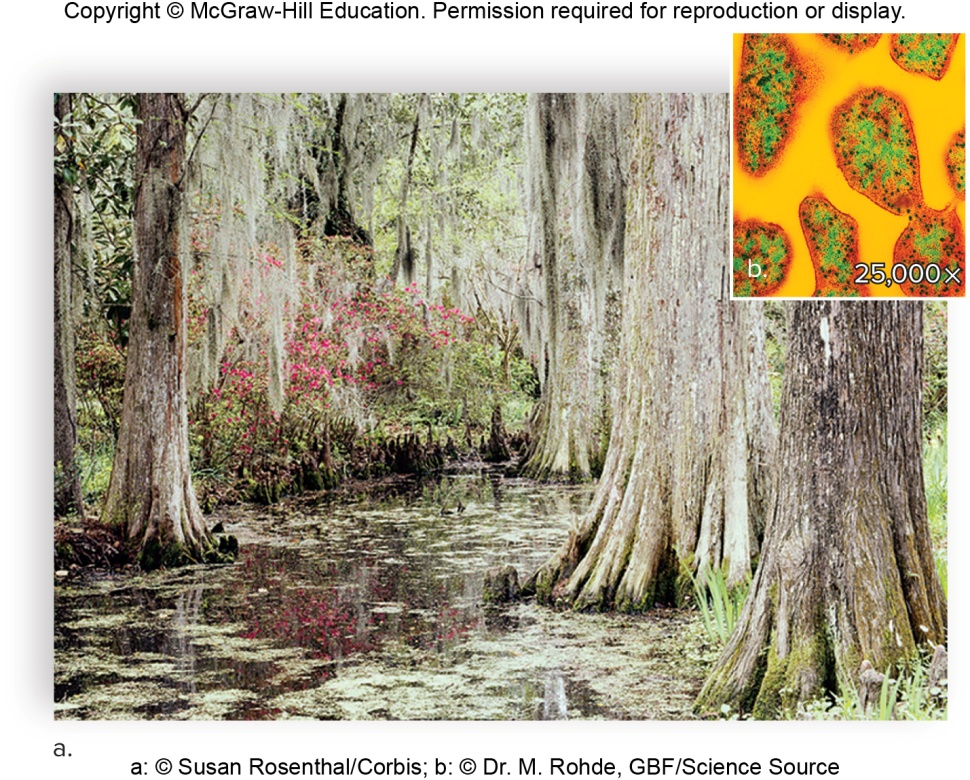 Copyright © McGraw-Hill Education. Permission required for reproduction or display.
b.
25,000×
a.
a: © Susan Rosenthal/Corbis; b: © Dr. M. Rohde, GBF/Science Source